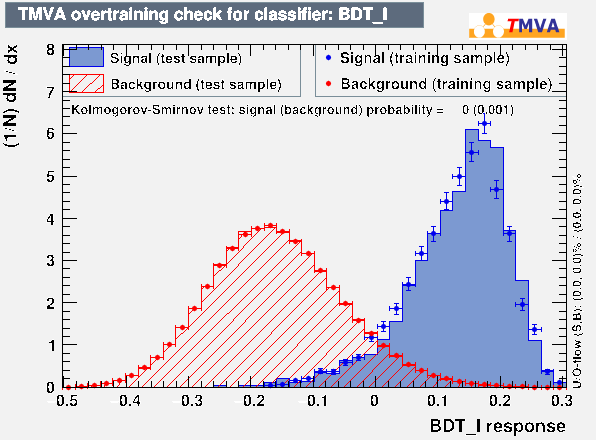 TMVA overtraining check for classifier: BDT_I
TMVA
Signal (test sample)
Signal (training sample)
Background (test sample)
Background (training sample)
Kolmogorov-Smirnov test: signal (background) probability = 0 (0.001)
(1/N) dN / dx
8
7
6
5
4
3
2
1
0
-0.5 -0.4 -0.3 -0.2 -0.1 0 0.1 0.2 0.3
BDT_I response
U/O-flow (S,B): (0.0, 0.0)% / (0.0, 0.0)%